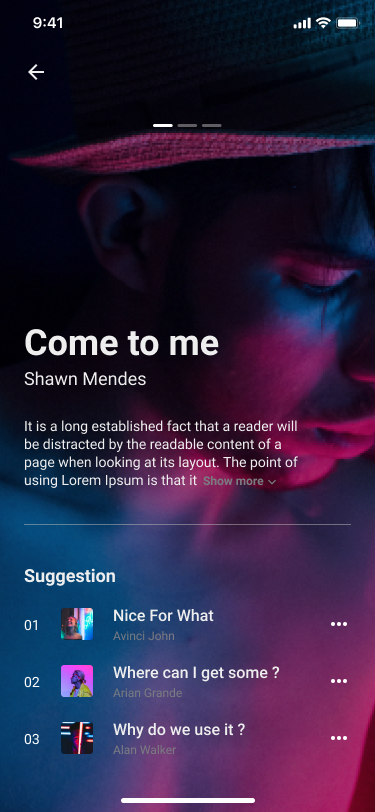 9:41
Come to me
Shawn Mendes
It is a long established fact that a reader will
be distracted by the readable content of a
page when looking at its layout. The point of
using Lorem Ipsum is that it Show more
Suggestion
01 Nice For What
Avinci John
02 Where can I get some ?
Arian Grande
03 Why do we use it ?
Alan Walker